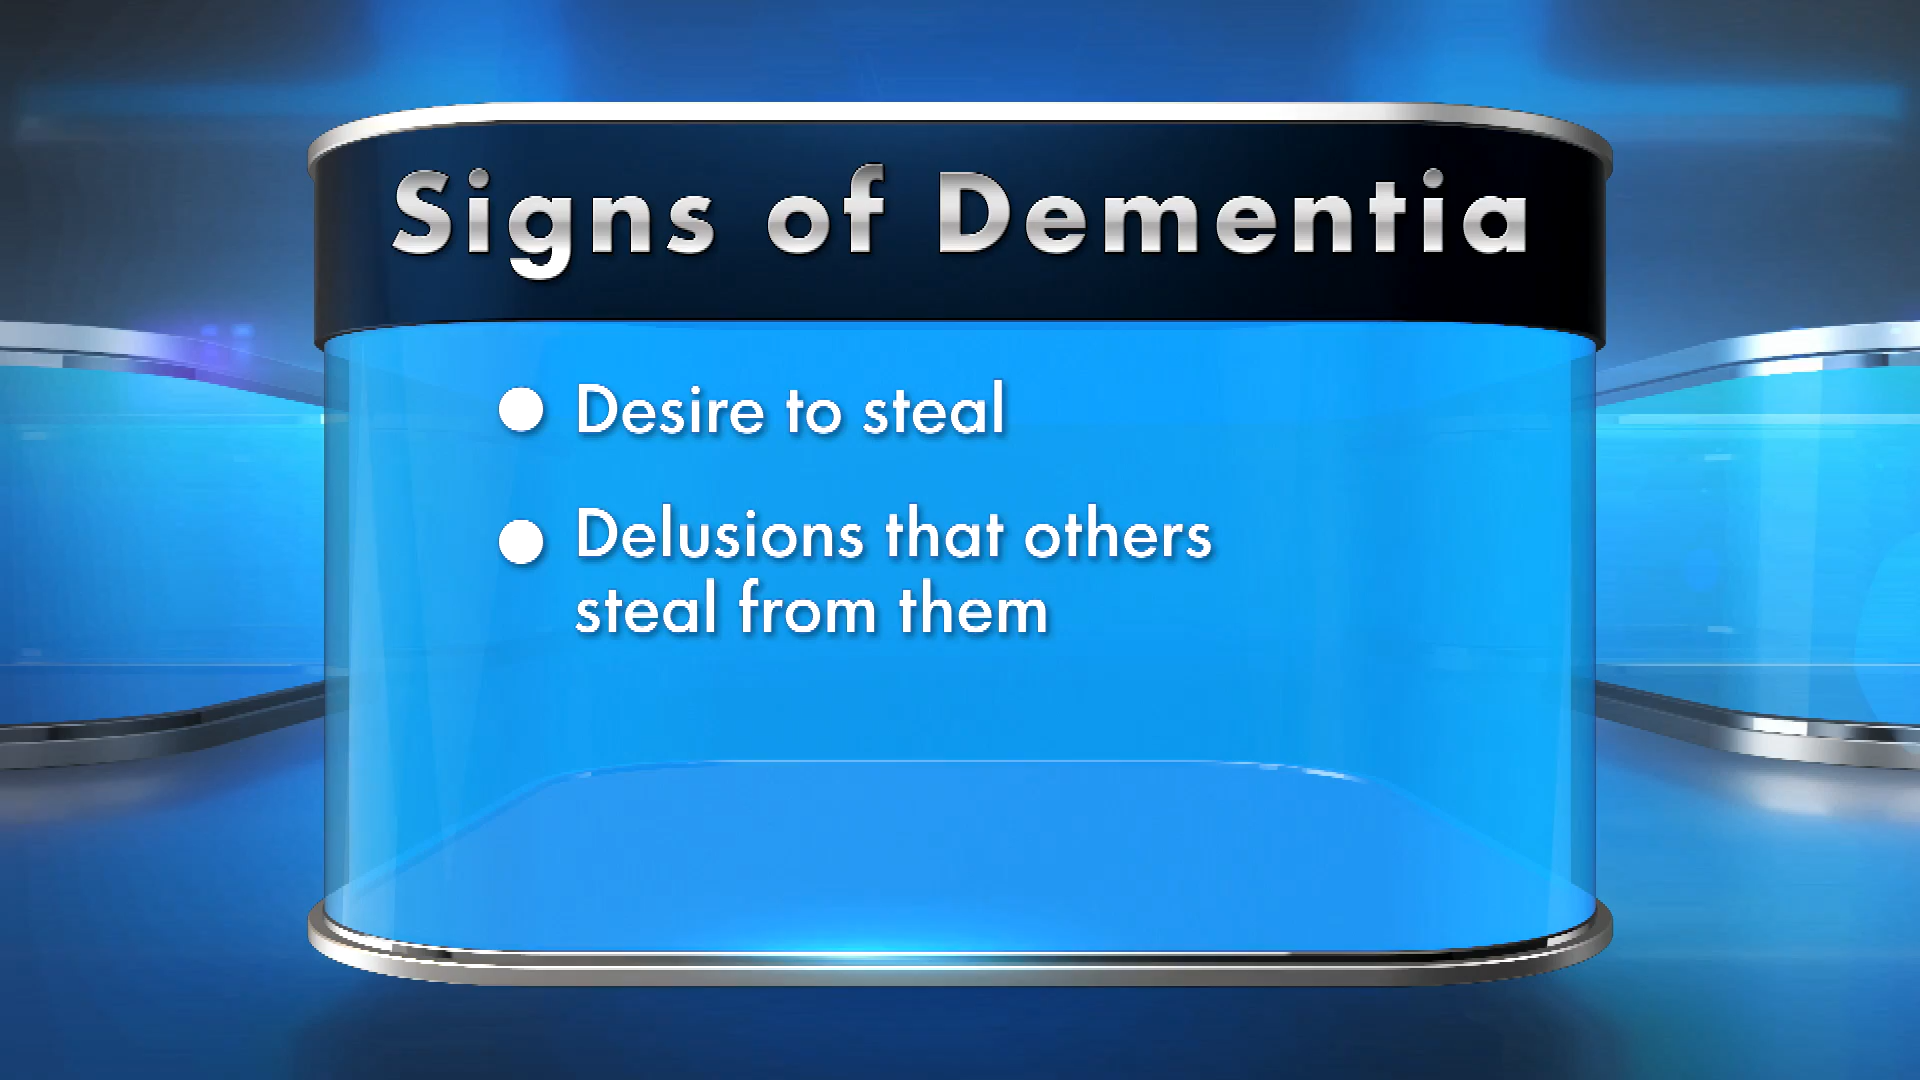 Signs of Dementia
Desire to steal
Delusions that others
steal from them